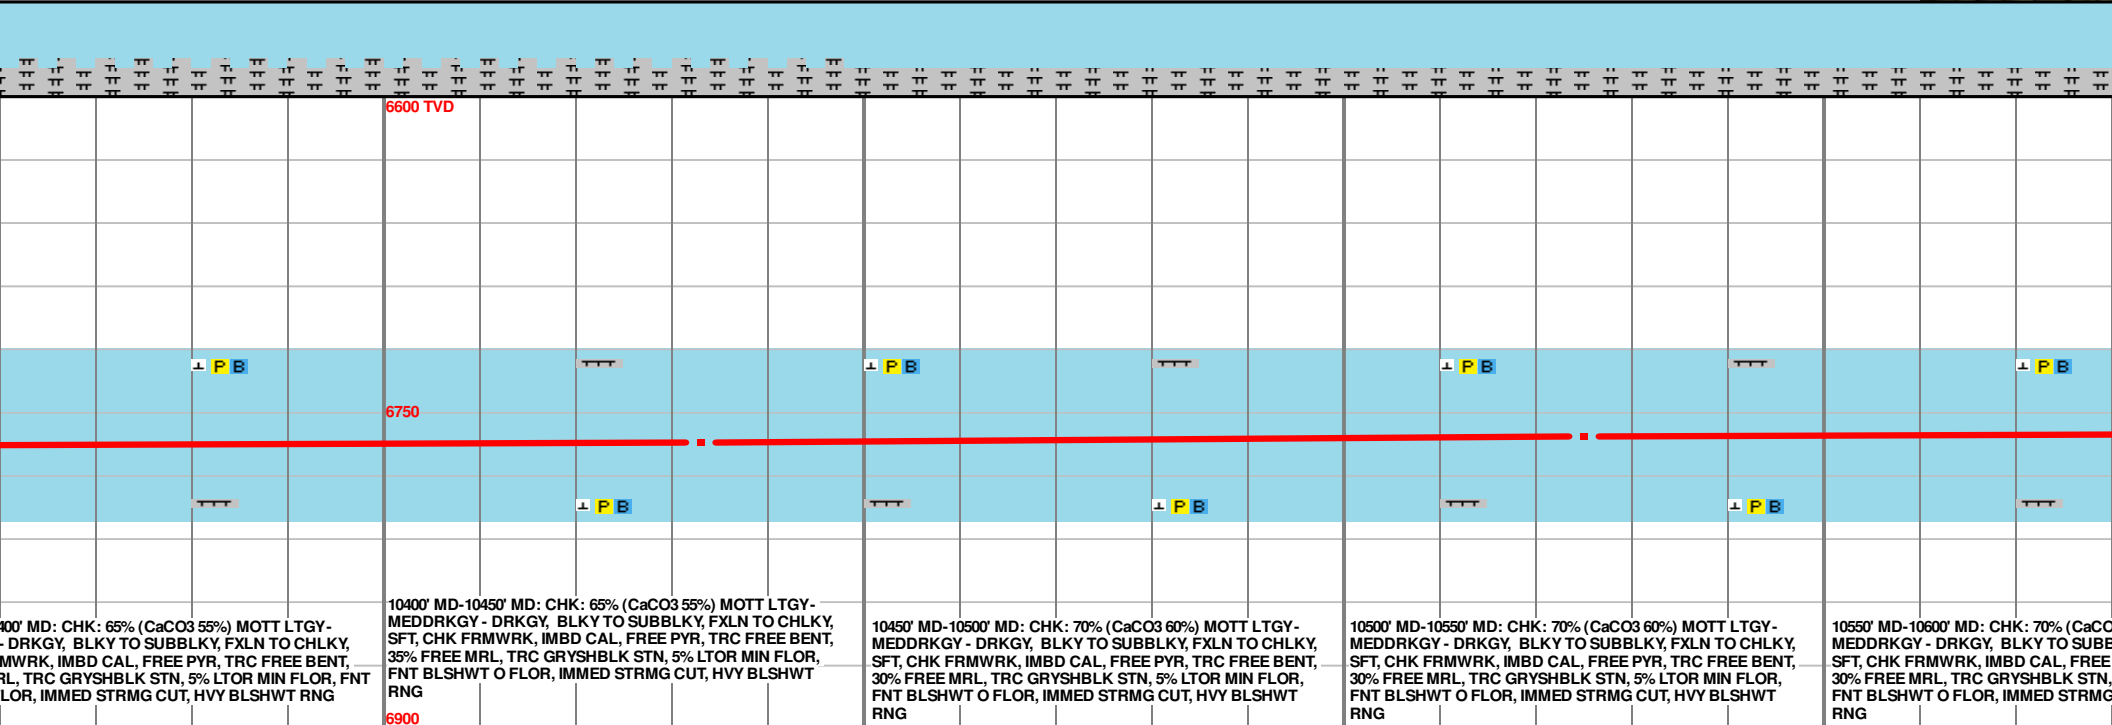 6600 TVD
P B
P B
P B
P B
6750
P B
P B
P B
400' MD: CHK: 65% (CaCO3 55%) MOTT LTGY-
- DRKGY, BLKY TO SUBBLKY, FXLN TO CHLKY,
MWRK, IMBD CAL, FREE PYR, TRC FREE BENT,
RL, TRC GRYSHBLK STN, 5% LTOR MIN FLOR, FNT
LOR, IMMED STRMG CUT, HVY BLSHWT RNG
10400' MD-10450' MD: CHK: 65% (CaCO3 55%) MOTT LTGY-
MEDDRKGY - DRKGY, BLKY TO SUBBLKY, FXLN TO CHLKY,
SFT, CHK FRMWRK, IMBD CAL, FREE PYR, TRC FREE BENT,
35% FREE MRL, TRC GRYSHBLK STN, 5% LTOR MIN FLOR,
FNT BLSHWT O FLOR, IMMED STRMG CUT, HVY BLSHWT
RNG
10450' MD-10500' MD: CHK: 70% (CaCO3 60%) MOTT LTGY-
MEDDRKGY - DRKGY, BLKY TO SUBBLKY, FXLN TO CHLKY,
SFT, CHK FRMWRK, IMBD CAL, FREE PYR, TRC FREE BENT,
30% FREE MRL, TRC GRYSHBLK STN, 5% LTOR MIN FLOR,
FNT BLSHWT O FLOR, IMMED STRMG CUT, HVY BLSHWT
RNG
10500' MD-10550' MD: CHK: 70% (CaCO3 60%) MOTT LTGY-
MEDDRKGY - DRKGY, BLKY TO SUBBLKY, FXLN TO CHLKY,
SFT, CHK FRMWRK, IMBD CAL, FREE PYR, TRC FREE BENT,
30% FREE MRL, TRC GRYSHBLK STN, 5% LTOR MIN FLOR,
FNT BLSHWT O FLOR, IMMED STRMG CUT, HVY BLSHWT
RNG
10550' MD-10600' MD: CHK: 70% (CaCO
MEDDRKGY - DRKGY, BLKY TO SUBB
SFT, CHK FRMWRK, IMBD CAL, FREE
30% FREE MRL, TRC GRYSHBLK STN,
FNT BLSHWT O FLOR, IMMED STRMG
RNG
6900